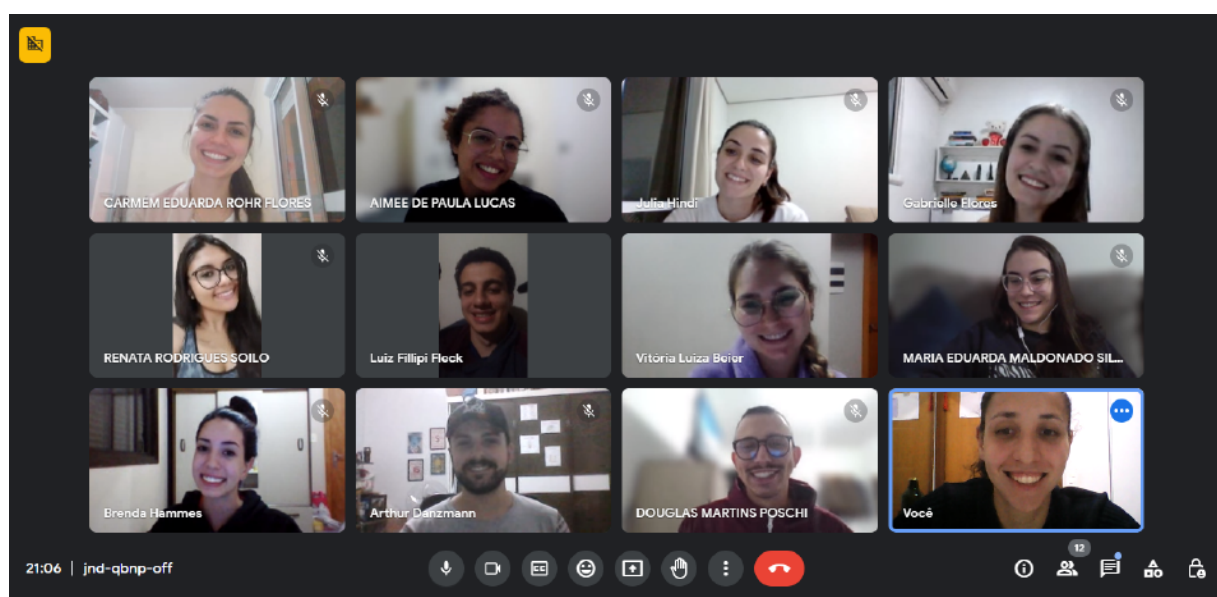 CARMEM EDUARDA ROHR FLORES
AIMEE DE PAULA LUCAS
Julia Hindi
Gabrielle Flores
RENATA RODRIGUES SOILO
Luiz Fillipi Fleck
Vitória Luiza Beier
MARIA EDUARDA MALDONADO SIL...
Brenda Hammes
Arthur Danzmann
DOUGLAS MARTINS POSCHI
Você
12
21:06 | jnd-qbnp-off
CC